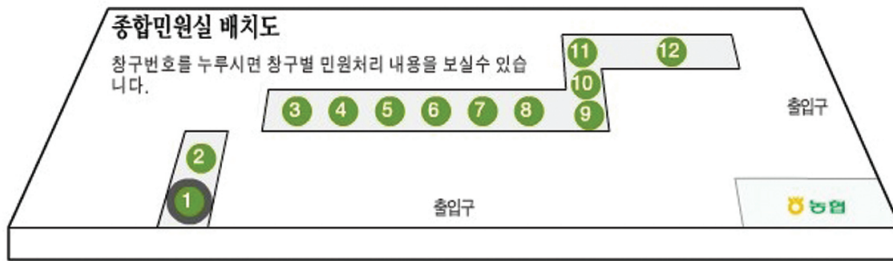 종합민원실 배치도
창구번호를 누루시면 창구별 민원처리 내용을 보실수 있습
니다.
11 12
10
3 4 5 6 7 8 9
출입구
2
1
출입구
농협